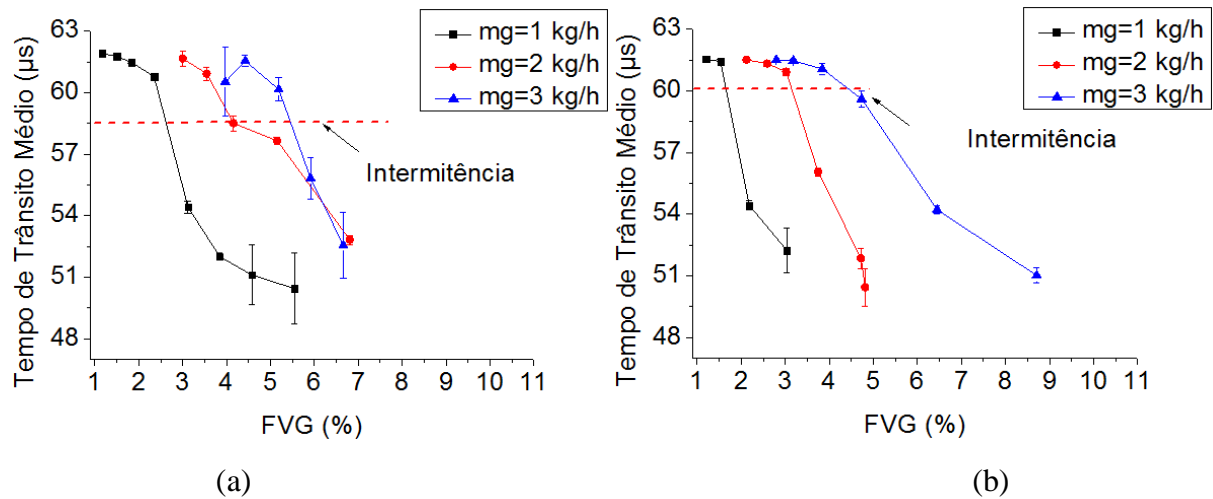 63
60
57
54
51
48
Tempo de Trânsito Médio (µs)
mg=1 kg/h
mg=2 kg/h
mg=3 kg/h
Intermitência
1 2 3 4 5 6 7 8 9 10 11
FVG (%)
(a)
63
60
57
54
51
48
Tempo de Trânsito Médio (µs)
mg=1 kg/h
mg=2 kg/h
mg=3 kg/h
Intermitência
1 2 3 4 5 6 7 8 9 10 11
FVG (%)
(b)